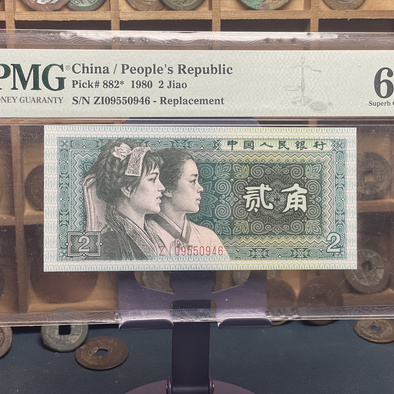 PMG China / People's Republic
Pick# 882* 1980 2 Jiao
NEY GUARANTY S/N ZI09550946 - Replacement
6
Superb
中国人民银行
贰角
2 ZI09550946 2